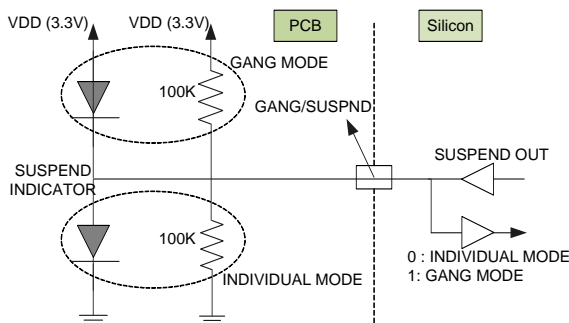 VDD (3.3V)
VDD (3.3V)
PCB
Silicon
GANG MODE
100K
GANG/SUSPND
SUSPEND OUT
SUSPEND
INDICATOR
100K
INDIVIDUAL MODE
0 : INDIVIDUAL MODE
1: GANG MODE